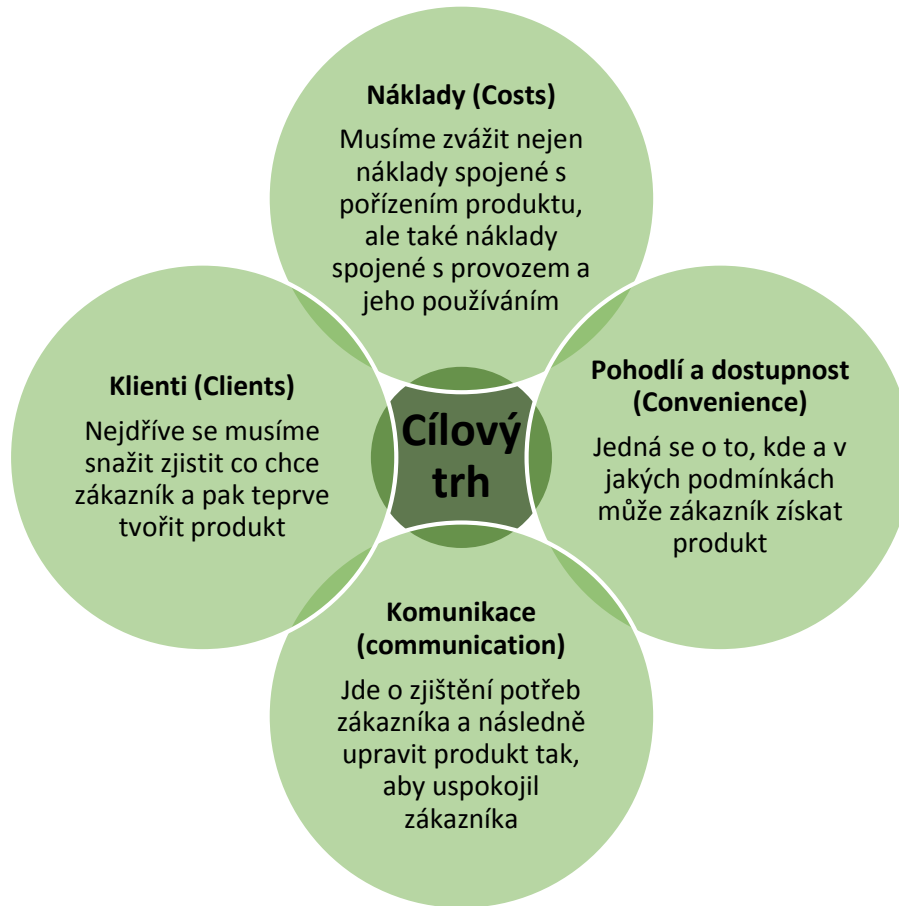 Náklady (Costs)
Musíme zvážit nejen
náklady spojené s
pořízením produktu,
ale také náklady
spojené s provozem a
jeho používáním
Klienti (Clients)
Nejdříve se musíme
snažit zjistit co chce
zákazník a pak teprve
tvořit produkt
Cílový
trh
Pohodlí a dostupnost
(Convenience)
Jedná se o to, kde a v
jakých podmínkách
může zákazník získat
produkt
Komunikace
(communication)
Jde o zjištění potřeb
zákazníka a následně
upravit produkt tak,
aby uspokojil
zákazníka